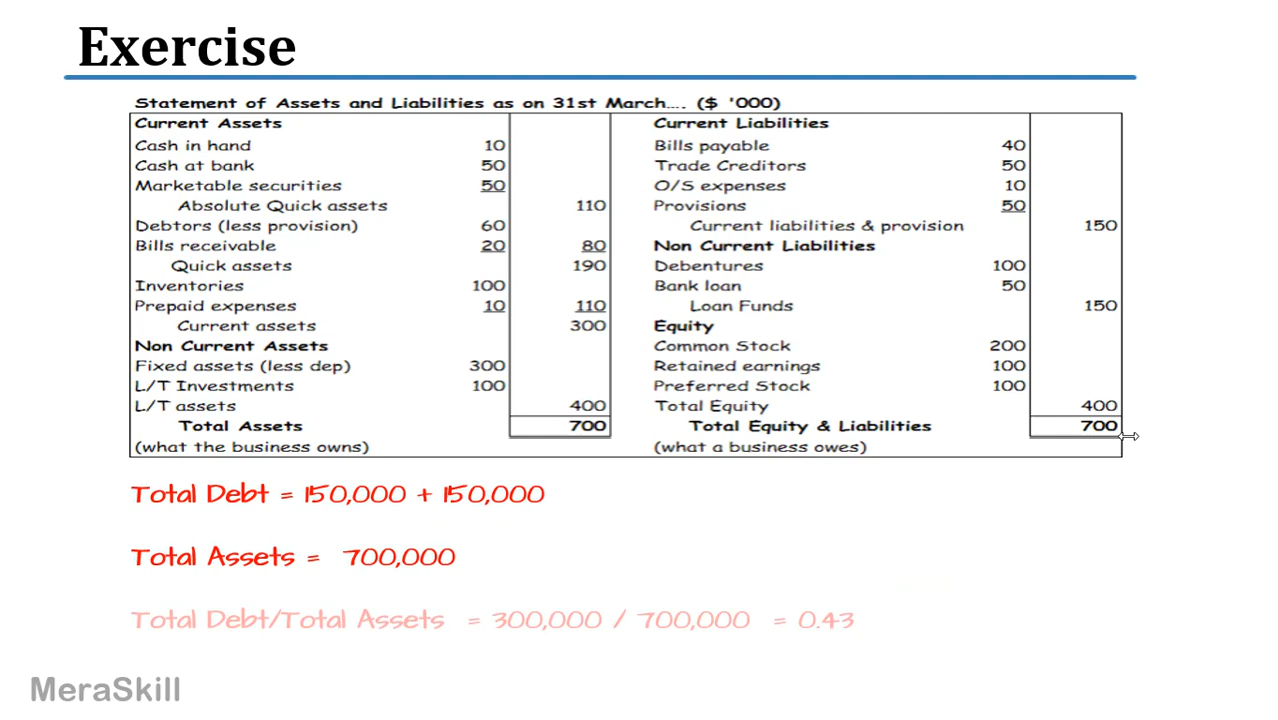 Exercise
Statement of Assets and Liabilities as on 31st March.... ($ '000)
Current Assets Current Liabilities
Cash in hand 10 Bills payable 40
Cash at bank 50 Trade Creditors 50
Marketable securities 50 O/S expenses 10
Absolute Quick assets 110 Provisions 50
Debtors (less provision) 60 Current liabilities & provision 150
Bills receivable 20 80 Non Current Liabilities
Quick assets 190 Debentures 100
Inventories 100 Bank loan 50
Prepaid expenses 10 110 Loan Funds 150
Current assets 300 Equity
Non Current Assets Common Stock 200
Fixed assets (less dep) 300 Retained earnings 100
L/T Investments 100 Preferred Stock 100
L/T assets 400 Total Equity 400
Total Assets 700 Total Equity & Liabilities 700
(what the business owns) (what a business owes)
Total Debt = 150,000 + 150,000
Total Assets = 700,000
Total Debt/Total Assets = 300,000 / 700,000 = 0.43
MeraSkill